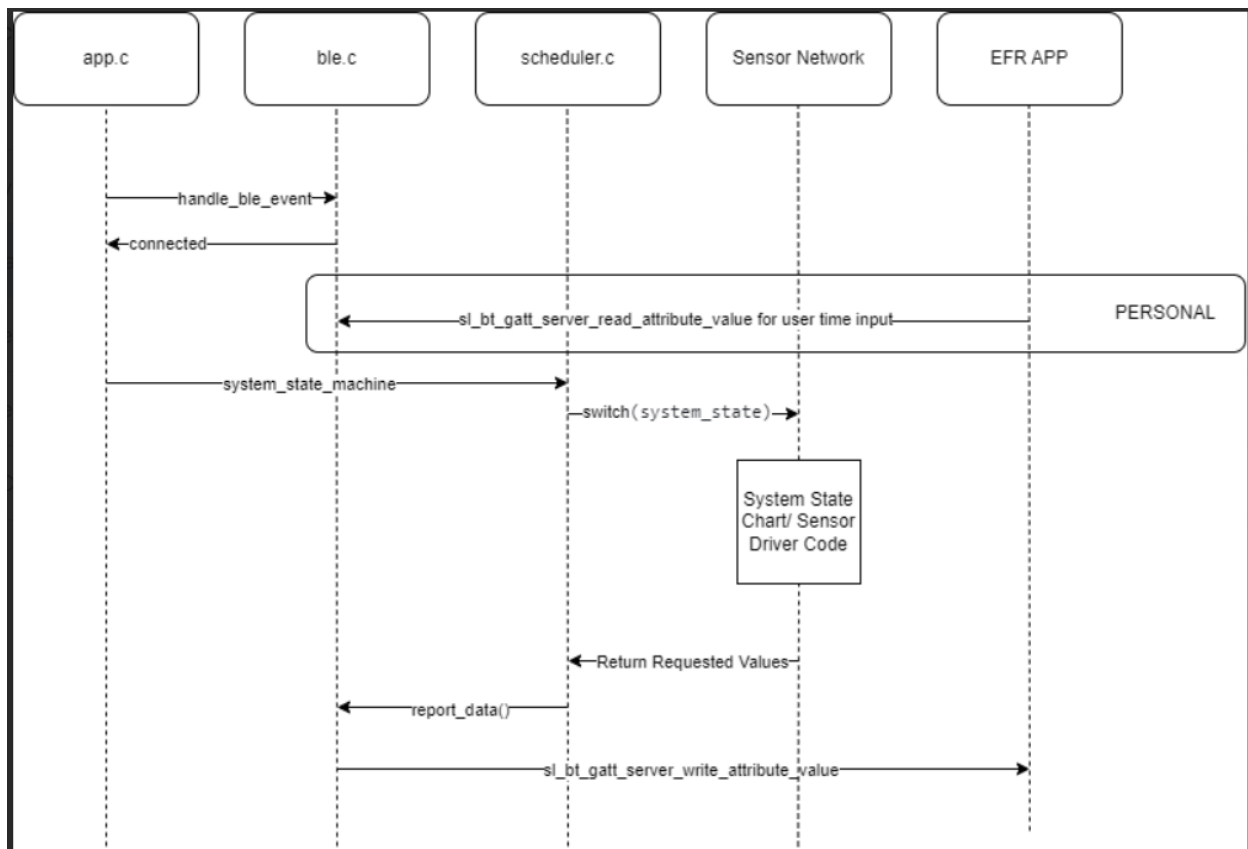 app.c
ble.c
scheduler.c
Sensor Network
EFR APP
handle_ble_event
connected
sl_bt_gatt_server_read_attribute_value for user time input
PERSONAL
system_state_machine
switch(system_state)
System State
Chart/ Sensor
Driver Code
Return Requested Values
report_data()
sl_bt_gatt_server_write_attribute_value